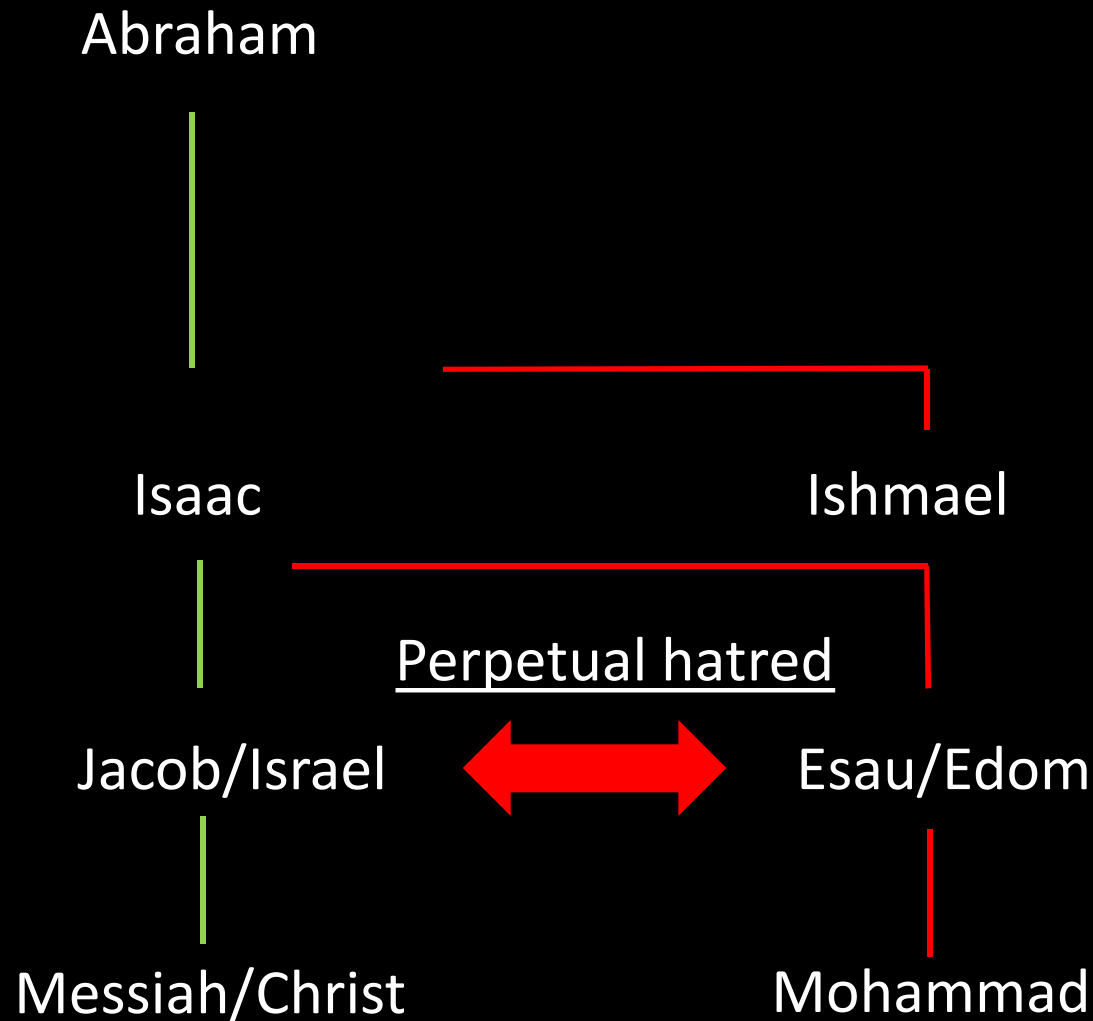 Abraham
Isaac
Ishmael
Perpetual hatred
Jacob/Israel
Esau/Edom
Messiah/Christ
Mohammad